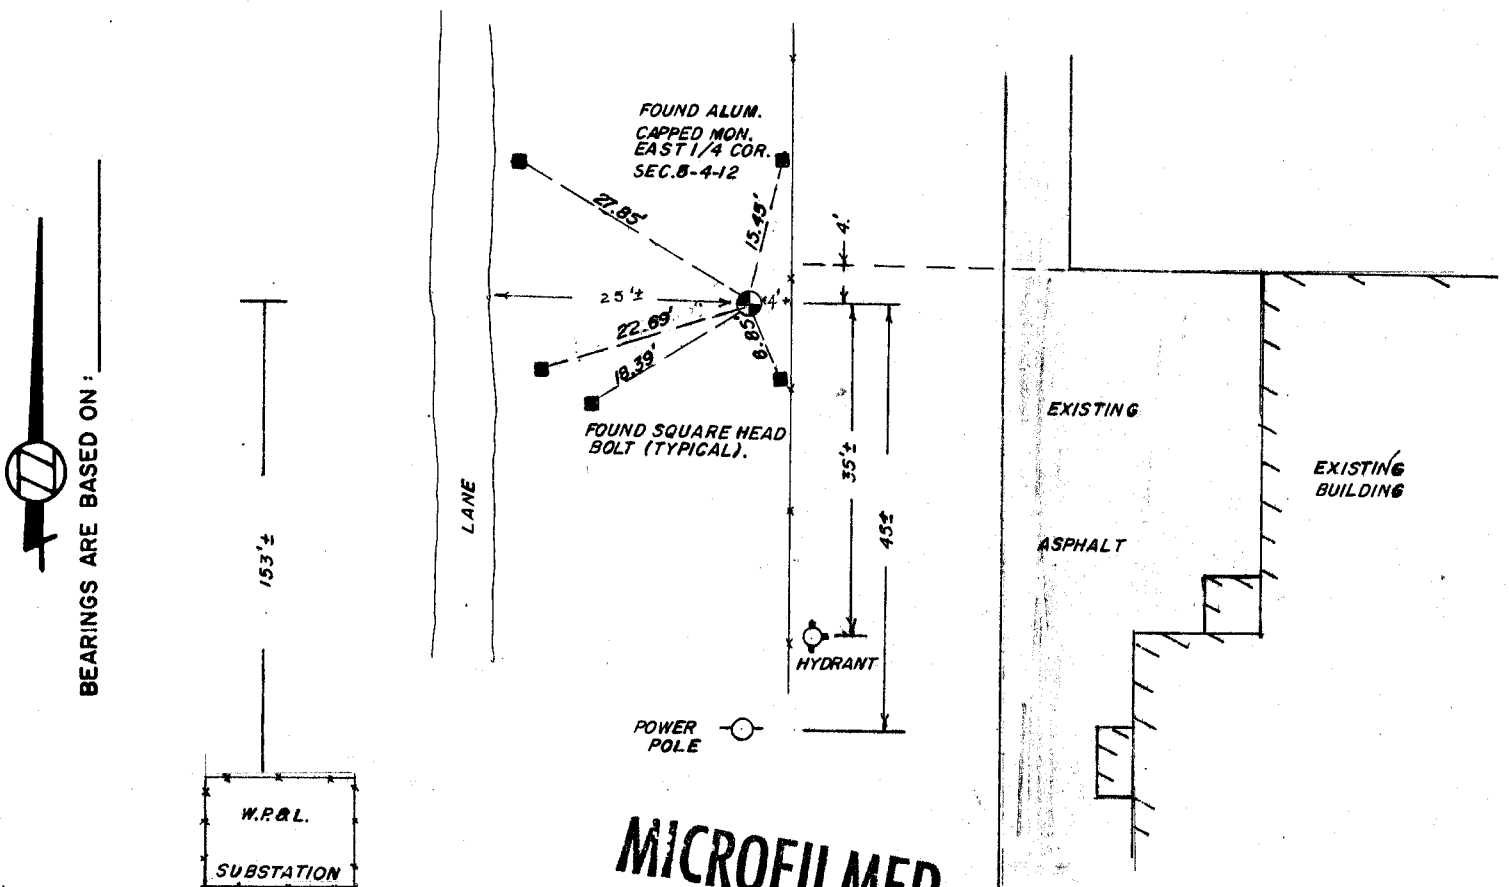 FOUND ALUM.
CAPPED MON.
EAST 1/4 COR.
SEC.5-4-12
27.85'
15.45'
4'
25'±
4'±
22.69'
18.39'
8.85'
FOUND SQUARE HEAD
BOLT (TYPICAL).
BEARINGS ARE BASED ON:
153'±
LANE
35'±
45±
EXISTING
ASPHALT
EXISTING
BUILDING
HYDRANT
POWER
POLE
W.P.&L.
SUBSTATION
MICROFILMED